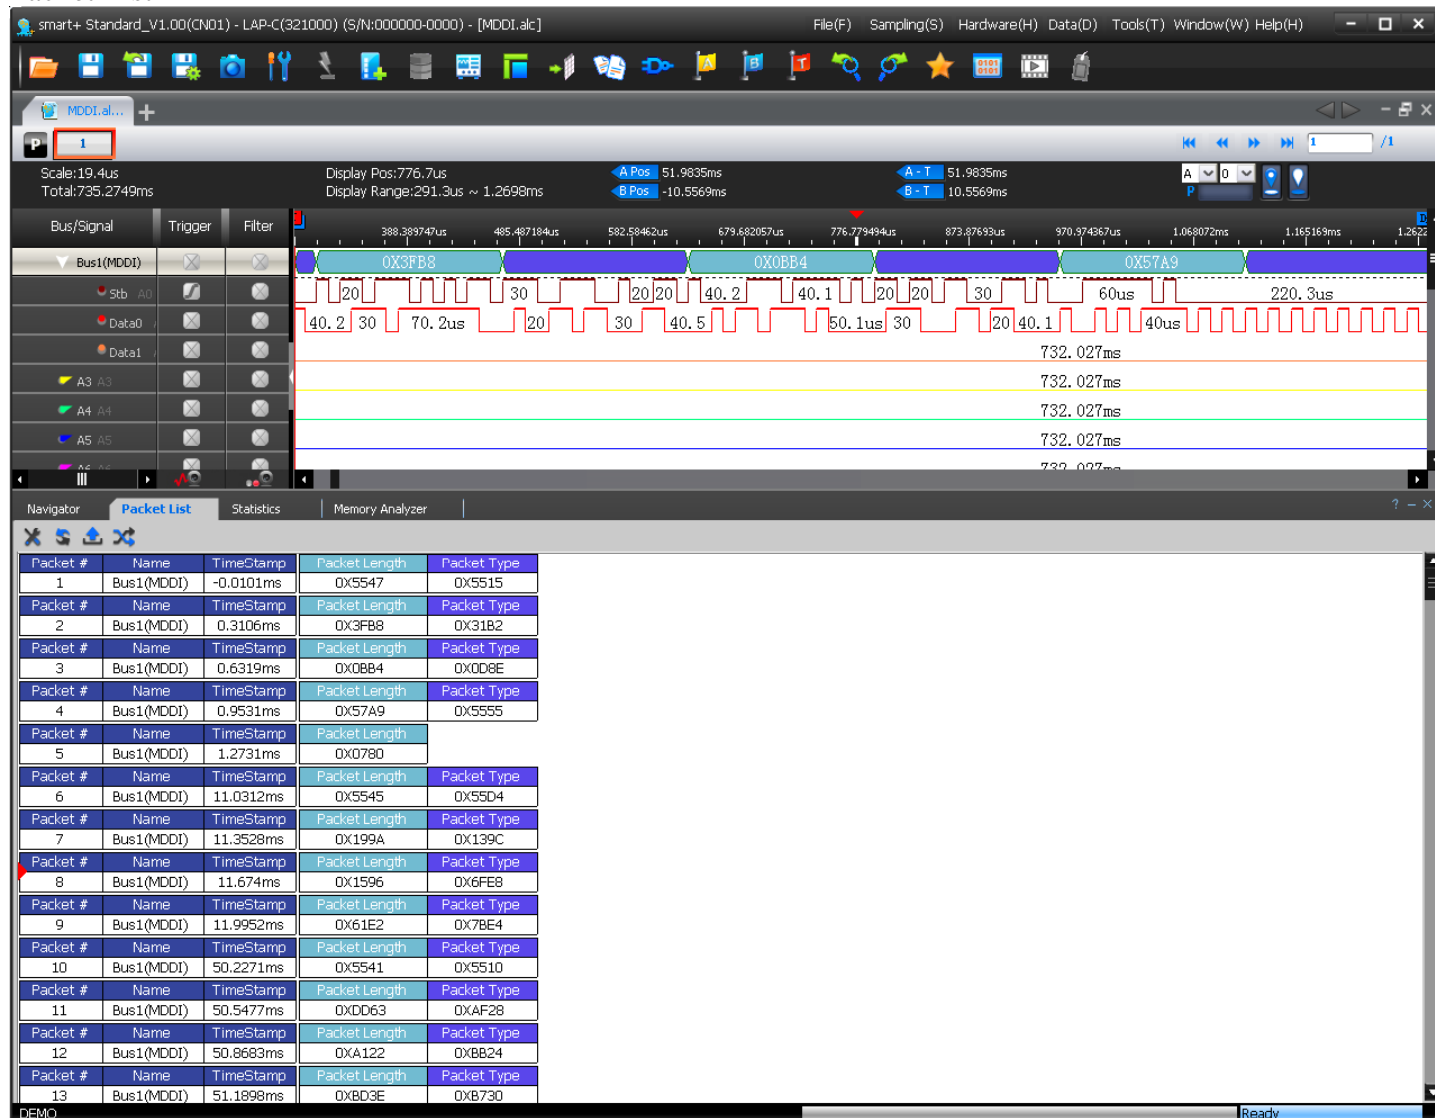 smart+ Standard_V1.00(CN01) - LAP-C(321000) (S/N:000000-0000) - [MDDI.alc] File(F) Sampling(S) Hardware(H) Data(D) Tools(T) Window(W) Help(H)
MDDI.al...
P 1 1 /1
Scale:19.4us Display Pos:776.7us A Pos 51.9835ms A - T 51.9835ms A 0
Total:735.2749ms Display Range:291.3us ~ 1.2698ms B Pos -10.5569ms B - T 10.5569ms P
Bus/Signal Trigger Filter 388.389747us 485.487184us 582.58462us 679.682057us 776.779494us 873.87693us 970.974367us 1.068072ms 1.165169ms 1.2622
Bus1(MDDI) 0X3FB8 0X0BB4 0X57A9
Stb A0 20 30 20 20 40.2 40.1 20 20 30 60us 220.3us
Data0 40.2 30 70.2us 20 30 40.5 50.1us 30 20 40.1 40us
Data1 732.027ms
A3 A3 732.027ms
A4 A4 732.027ms
A5 A5 732.027ms
732.027ms
Navigator Packet List Statistics Memory Analyzer
Packet # Name TimeStamp Packet Length Packet Type
1 Bus1(MDDI) -0.0101ms 0X5547 0X5515
Packet # Name TimeStamp Packet Length Packet Type
2 Bus1(MDDI) 0.3106ms 0X3FB8 0X31B2
Packet # Name TimeStamp Packet Length Packet Type
3 Bus1(MDDI) 0.6319ms 0X0BB4 0X0D8E
Packet # Name TimeStamp Packet Length Packet Type
4 Bus1(MDDI) 0.9531ms 0X57A9 0X5555
Packet # Name TimeStamp Packet Length
5 Bus1(MDDI) 1.2731ms 0X0780
Packet # Name TimeStamp Packet Length Packet Type
6 Bus1(MDDI) 11.0312ms 0X5545 0X55D4
Packet # Name TimeStamp Packet Length Packet Type
7 Bus1(MDDI) 11.3528ms 0X199A 0X139C
Packet # Name TimeStamp Packet Length Packet Type
8 Bus1(MDDI) 11.674ms 0X1596 0X6FE8
Packet # Name TimeStamp Packet Length Packet Type
9 Bus1(MDDI) 11.9952ms 0X61E2 0X7BE4
Packet # Name TimeStamp Packet Length Packet Type
10 Bus1(MDDI) 50.2271ms 0X5541 0X5510
Packet # Name TimeStamp Packet Length Packet Type
11 Bus1(MDDI) 50.5477ms 0XDD63 0XAF28
Packet # Name TimeStamp Packet Length Packet Type
12 Bus1(MDDI) 50.8683ms 0XA122 0XBB24
Packet # Name TimeStamp Packet Length Packet Type
13 Bus1(MDDI) 51.1898ms 0XBD3E 0XB730
DEMO Ready